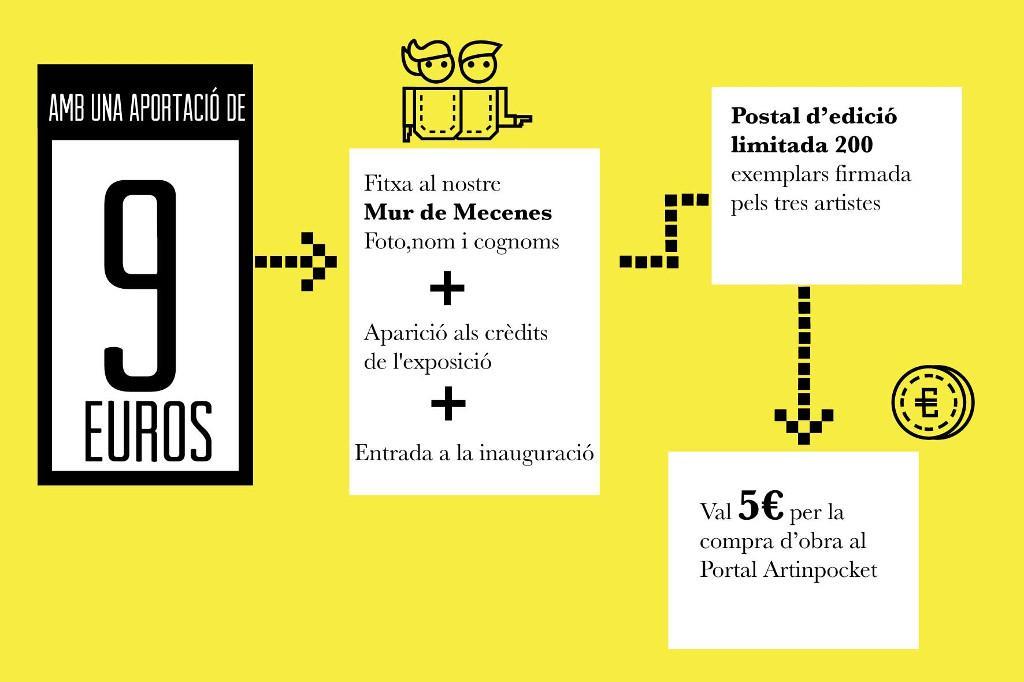 AMB UNA APORTACIÓ DE
9
EUROS
Fitxa al nostre
Mur de Mecenes
Foto,nom i cognoms
+
Aparició als crèdits
de l'exposició
+
Entrada a la inauguració
Postal d’edició
limitada 200
exemplars firmada
pels tres artistes
€
Val 5€ per la
compra d’obra al
Portal Artinpocket